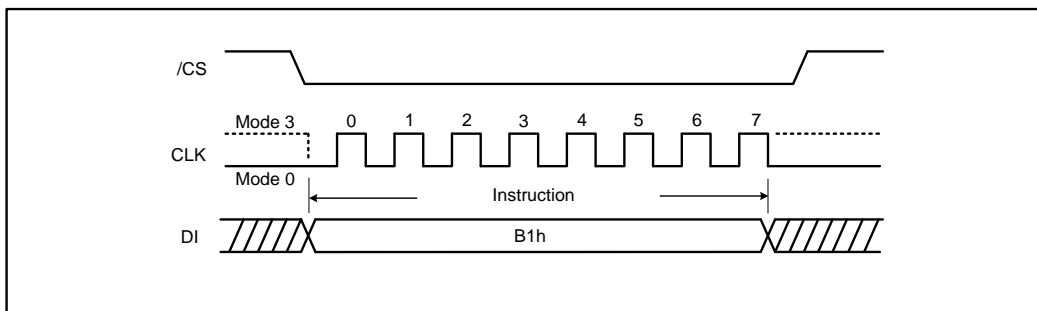 /CS
Mode 3 0 1 2 3 4 5 6 7
CLK
Mode 0
Instruction
DI B1h